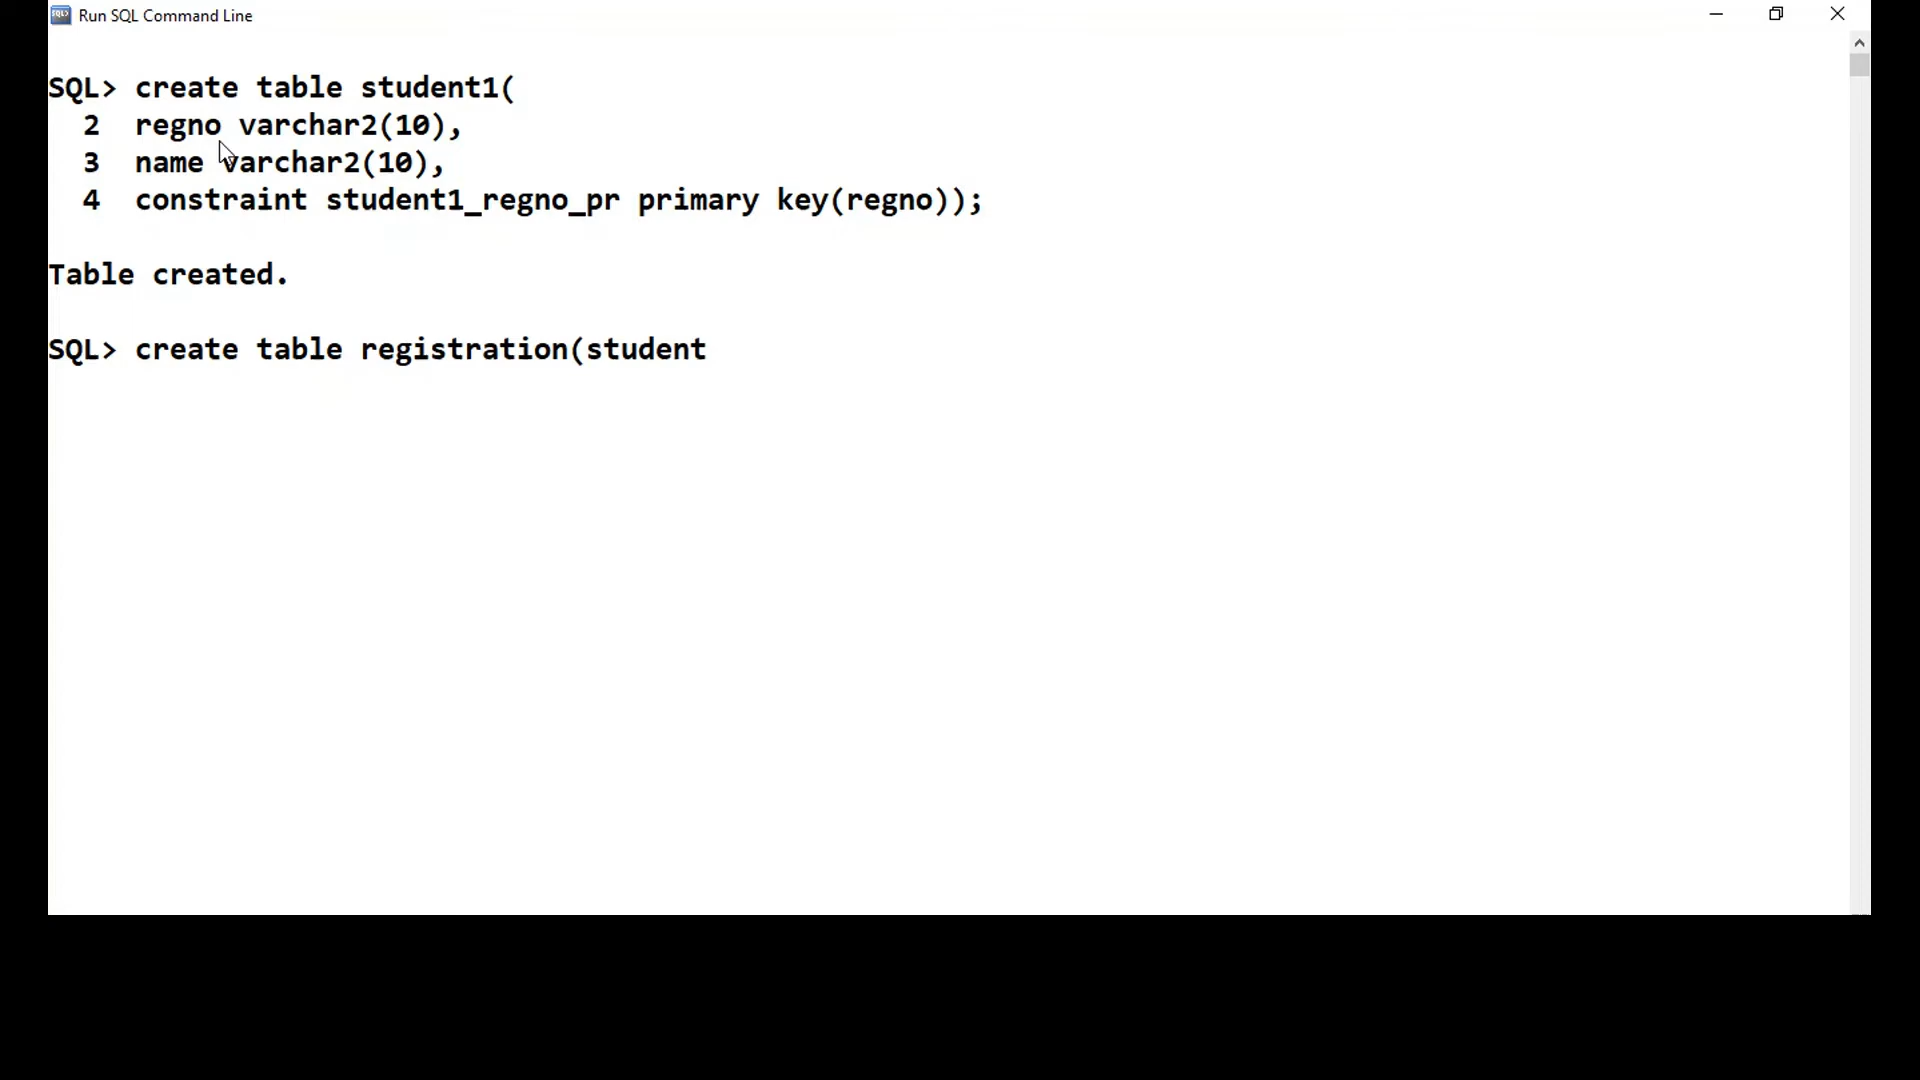 Run SQL Command Line
SQL> create table student1(
2 regno varchar2(10),
3 name varchar2(10),
4 constraint student1_regno_pr primary key(regno));
Table created.
SQL> create table registration(student